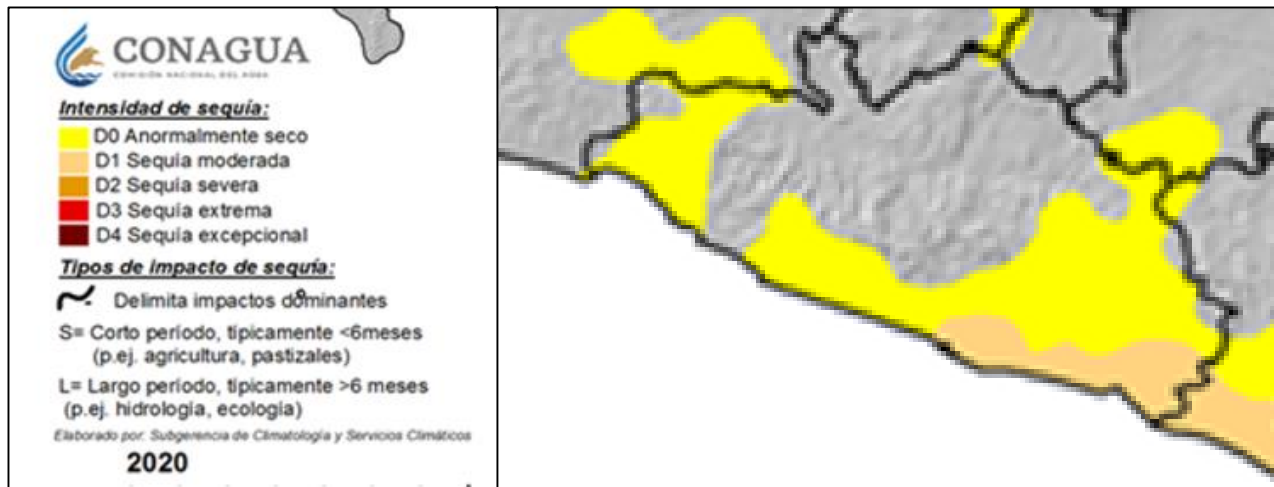 CONAGUA
COMISIÓN NACIONAL DEL AGUA
Intensidad de sequía:
D0 Anormalmente seco
D1 Sequía moderada
D2 Sequía severa
D3 Sequía extrema
D4 Sequía excepcional
Tipos de impacto de sequía:
Delimita impactos dominantes
S= Corto período, típicamente <6meses
(p.ej. agricultura, pastizales)
L= Largo período, típicamente >6 meses
(p.ej. hidrología, ecología)
Elaborado por: Subgerencia de Climatología y Servicios Climáticos
2020